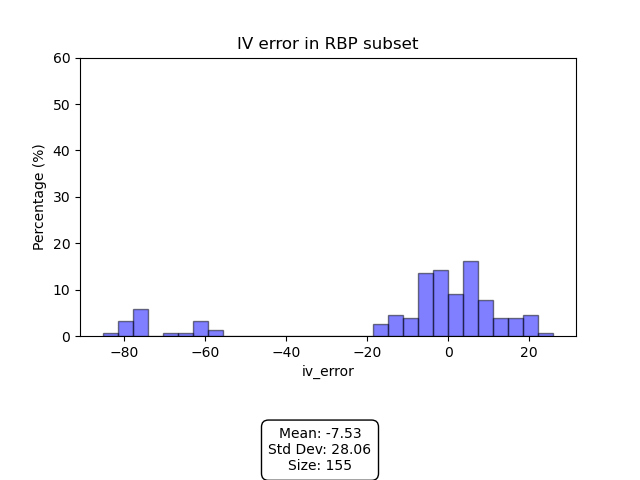 IV error in RBP subset
60
50
40
30
20
10
0
Percentage (%)
−80
−60
−40
−20
0
20
iv_error
Mean: -7.53
Std Dev: 28.06
Size: 155